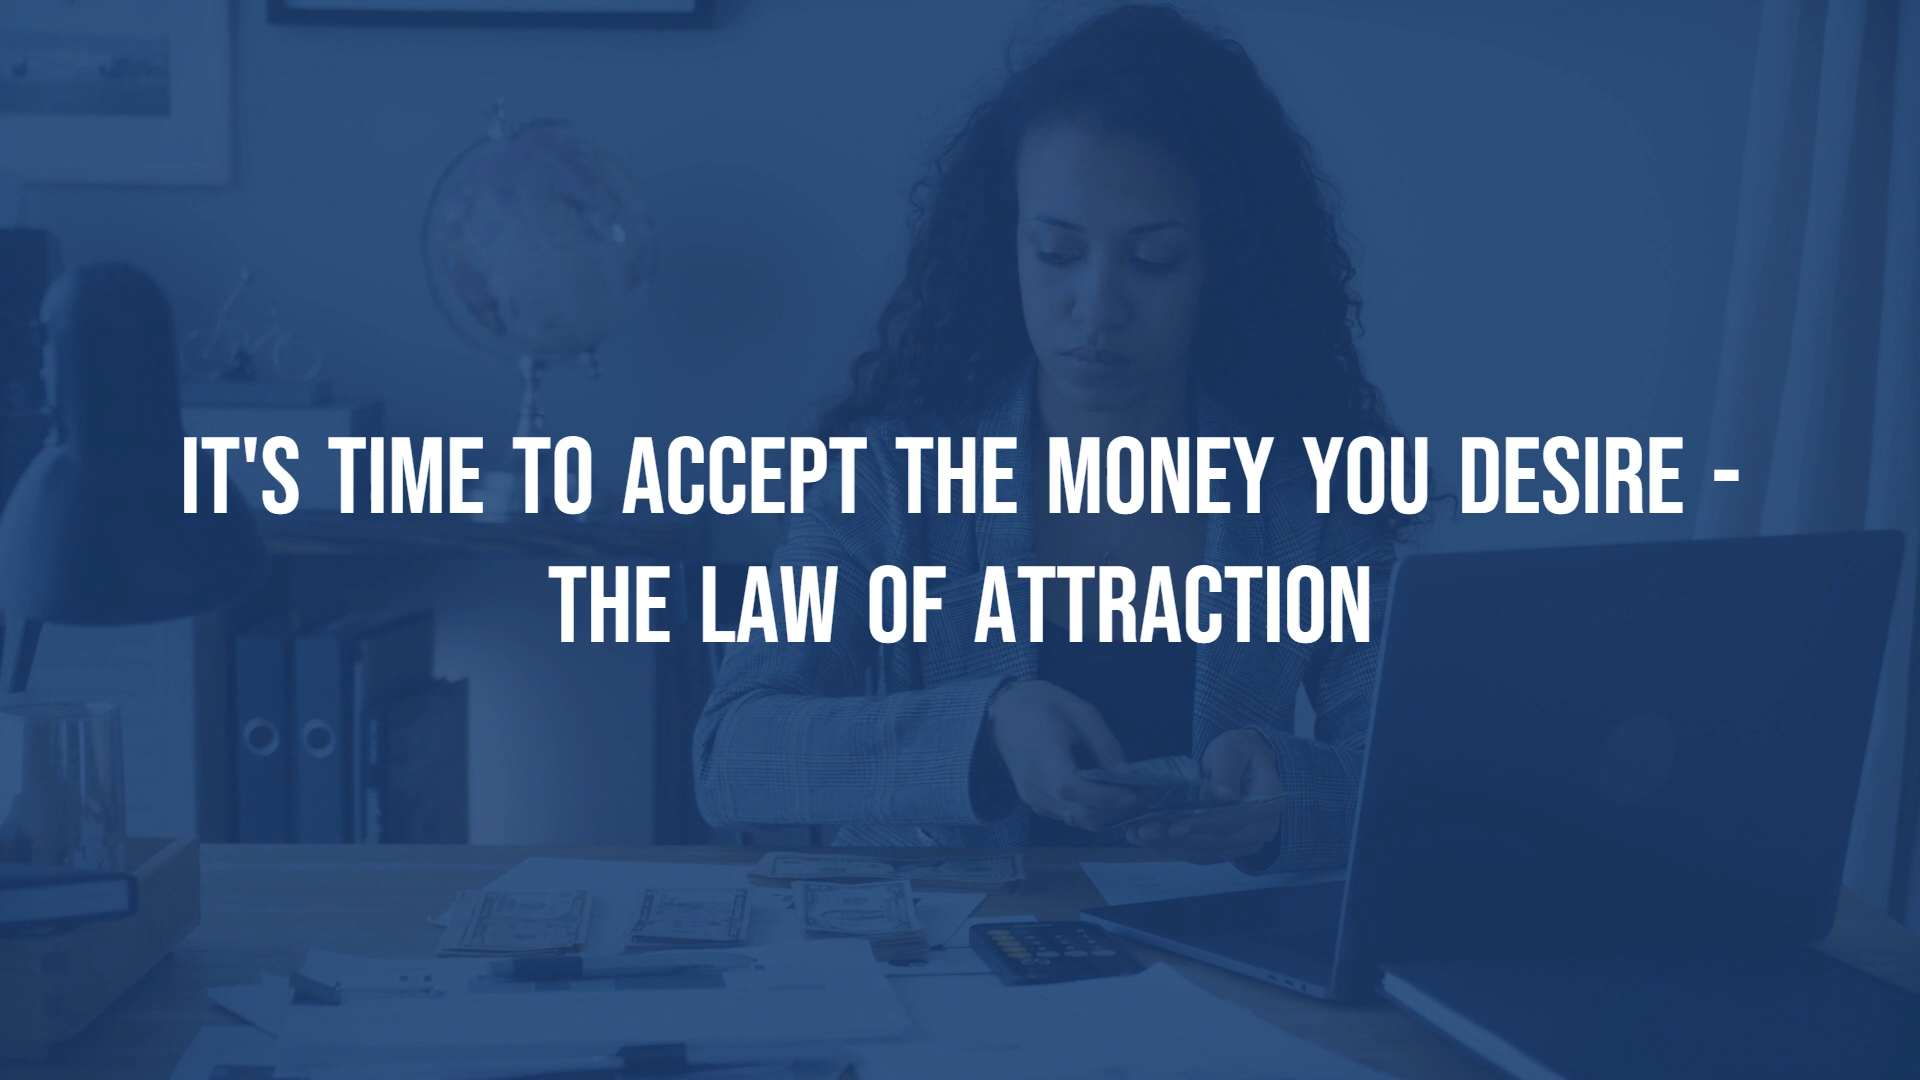 IT'S TIME TO ACCEPT THE MONEY YOU DESIRE -
THE LAW OF ATTRACTION